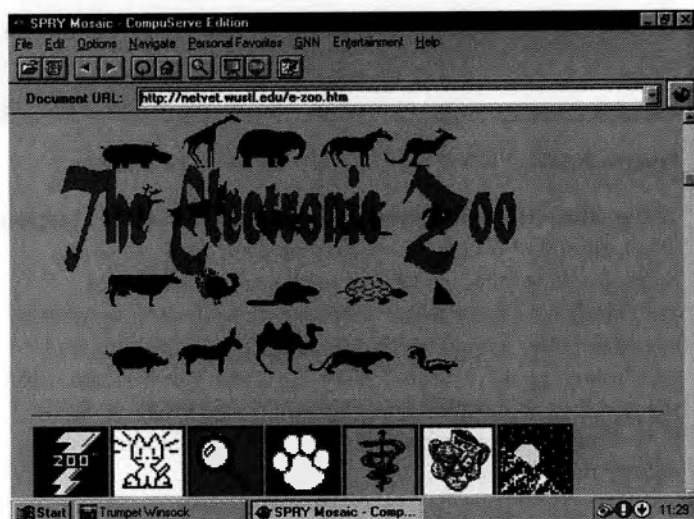 SPRY Mosaic - CompuServe Edition
File Edit Options Navigate Personal Favorites GNN Entertainment Help
Document URL: http://netvet.wustl.edu/e-zoo.htm
The Electronic Zoo
200
Start Trumpet Winsock SPRY Mosaic - Comp... 11:29